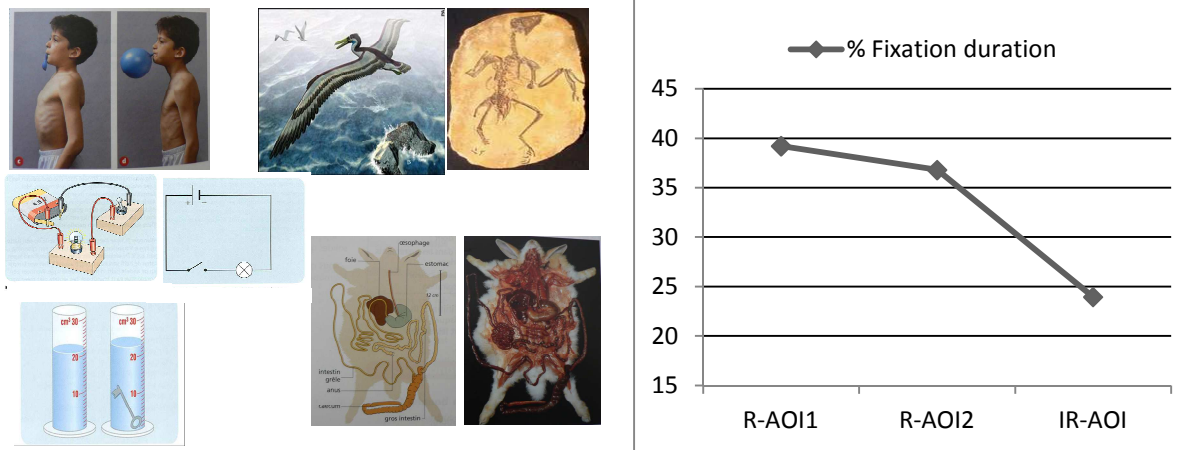 c
d
+
cm³ 30
20
10
cm³ 30
20
10
œsophage
foie
estomac
intestin
grêle
anus
caecum
gros intestin
% Fixation duration
45
40
35
30
25
20
15
R-AOI1
R-AOI2
IR-AOI